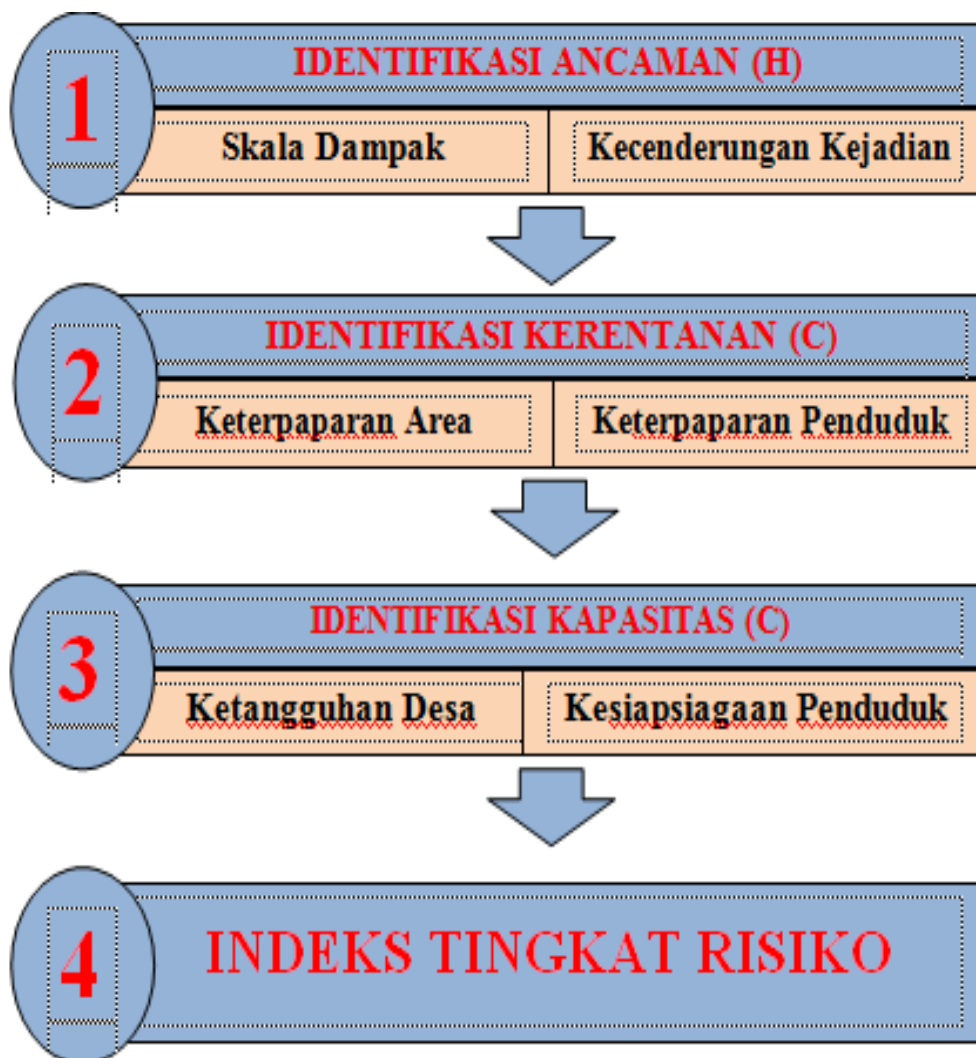 1
IDENTIFIKASI ANCAMAN (H)
Skala Dampak
Kecenderungan Kejadian
2
IDENTIFIKASI KERENTANAN (C)
Keterpaparan Area
Keterpaparan Penduduk
3
IDENTIFIKASI KAPASITAS (C)
Ketangguhan Desa
Kesiapsiagaan Penduduk
4
INDEKS TINGKAT RISIKO